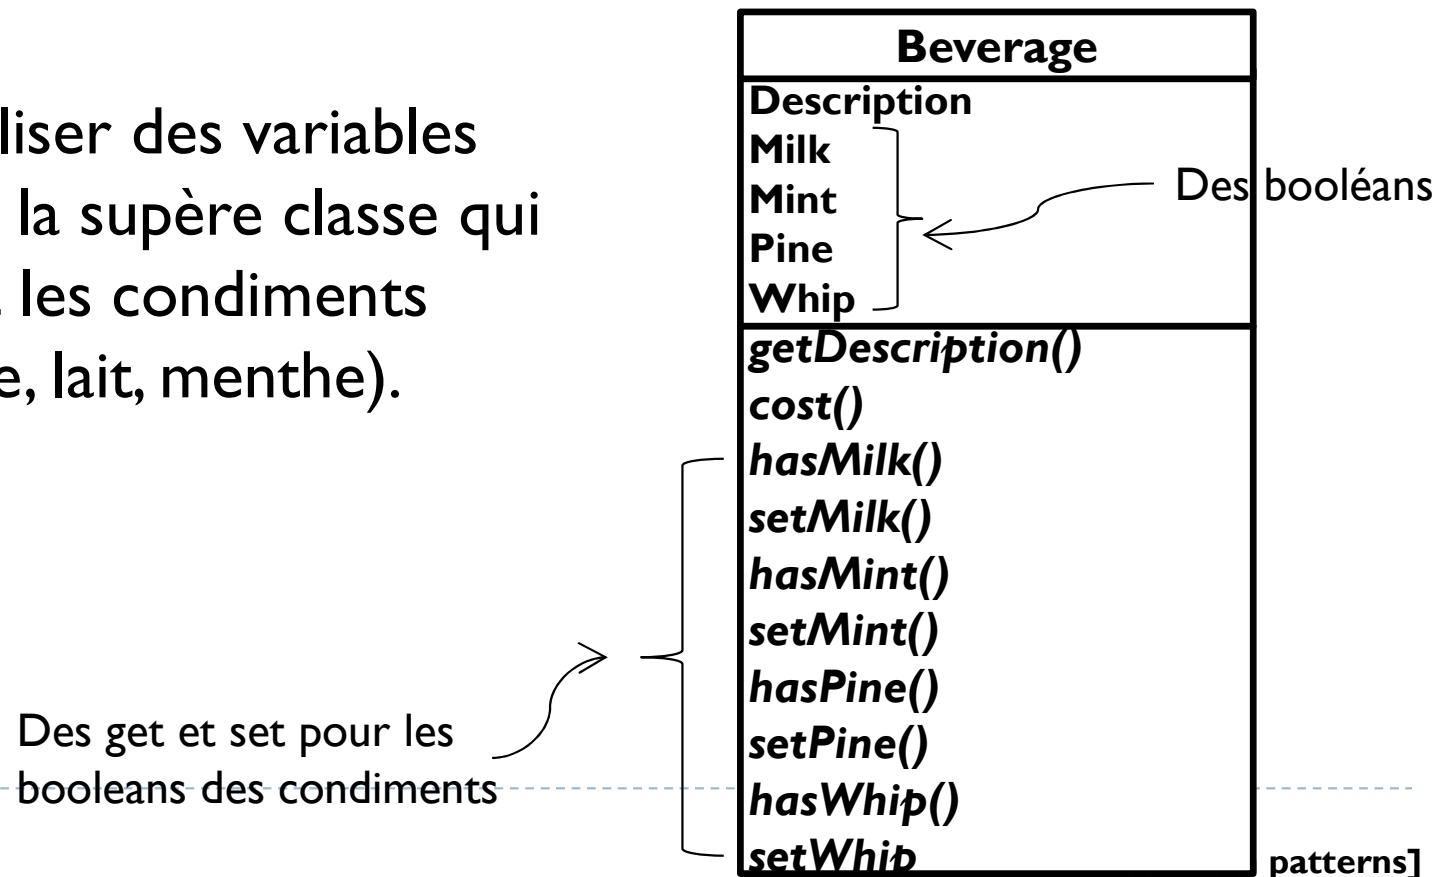 liser des variables
la supère classe qui
les condiments
e, lait, menthe).
Beverage
Description
Milk
Mint
Pine
Whip
Des booléans
getDescription()
cost()
hasMilk()
setMilk()
hasMint()
setMint()
hasPine()
setPine()
hasWhip()
setWhip
Des get et set pour les
booleans des condiments
patterns]